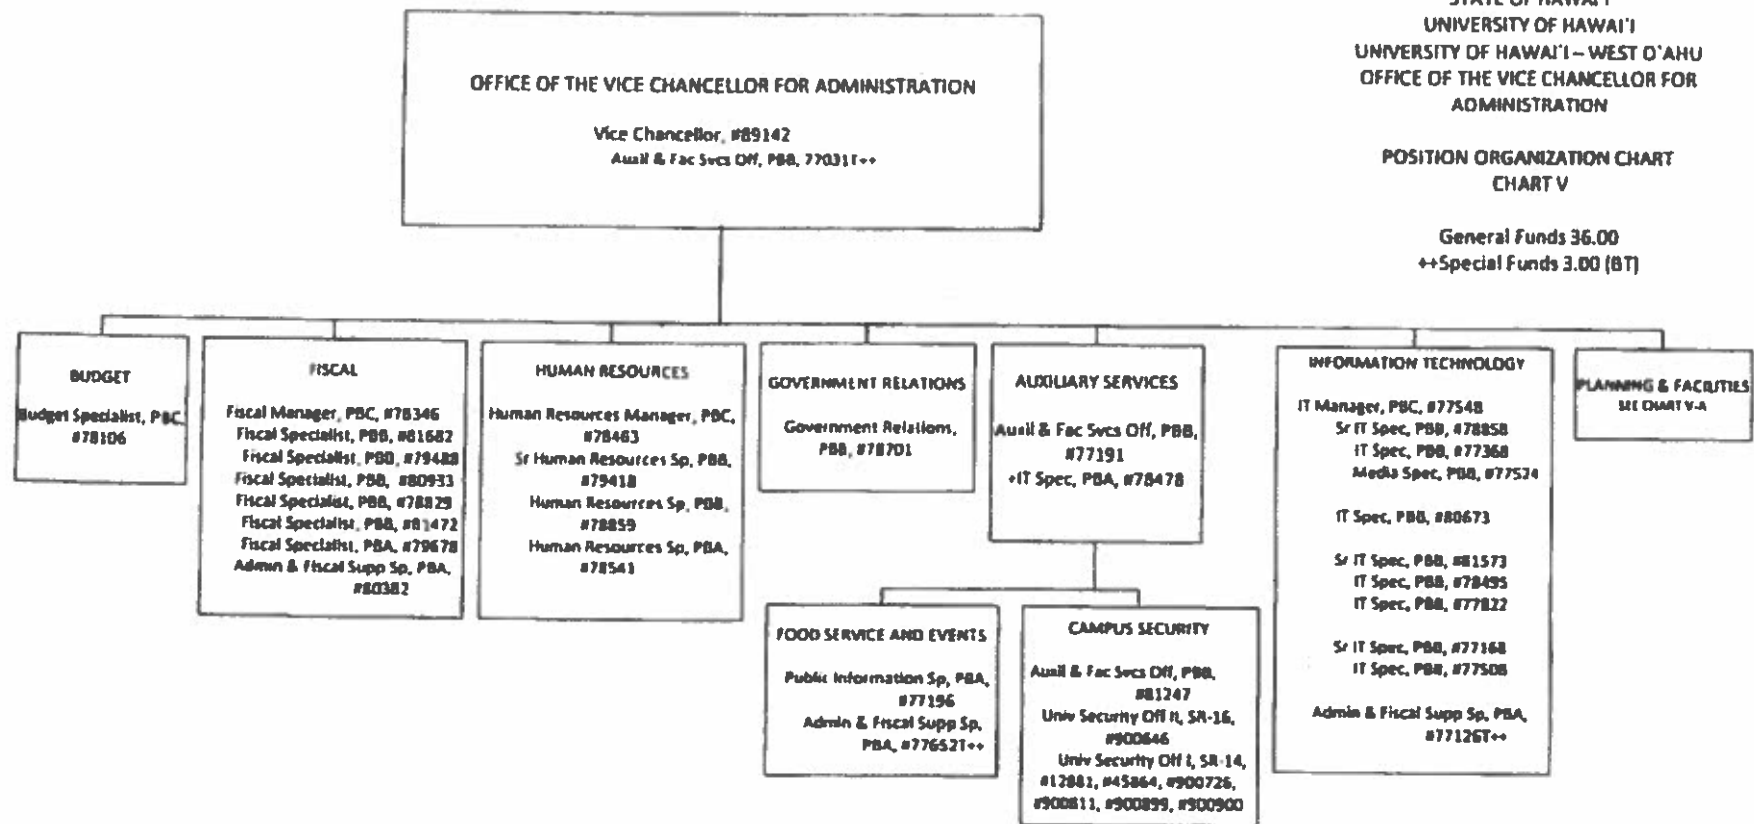 STATE OF HAWAI'I
UNIVERSITY OF HAWAI'I
UNIVERSITY OF HAWAI'I – WEST O'AHU
OFFICE OF THE VICE CHANCELLOR FOR
ADMINISTRATION
POSITION ORGANIZATION CHART
CHART V
General Funds 36.00
++Special Funds 3.00 (BT)
OFFICE OF THE VICE CHANCELLOR FOR ADMINISTRATION
Vice Chancellor, #89142
Auxil & Fac Svcs Off, PBB, 77031T++
BUDGET
Budget Specialist, PBC,
#78106
FISCAL
Fiscal Manager, PBC, #78346
Fiscal Specialist, PBB, #81682
Fiscal Specialist, PBB, #79488
Fiscal Specialist, PBB, #80933
Fiscal Specialist, PBB, #78829
Fiscal Specialist, PBB, #81472
Fiscal Specialist, PBA, #79678
Admin & Fiscal Supp Sp, PBA,
#80382
HUMAN RESOURCES
Human Resources Manager, PBC,
#78463
Sr Human Resources Sp, PBB,
#79418
Human Resources Sp, PBB,
#78859
Human Resources Sp, PBA,
#78541
GOVERNMENT RELATIONS
Government Relations,
PBB, #78701
AUXILIARY SERVICES
Auxil & Fac Svcs Off, PBB,
#77191
+IT Spec, PBA, #78478
FOOD SERVICE AND EVENTS
Public Information Sp, PBA,
#77196
Admin & Fiscal Supp Sp,
PBA, #77652T++
CAMPUS SECURITY
Auxil & Fac Svcs Off, PBB,
#81247
Univ Security Off II, SR-16,
#900646
Univ Security Off I, SR-14,
#12881, #45864, #900726,
#900811, #900899, #900900
INFORMATION TECHNOLOGY
IT Manager, PBC, #77548
Sr IT Spec, PBB, #78858
IT Spec, PBB, #77368
Media Spec, PBB, #77524
IT Spec, PBB, #80673
Sr IT Spec, PBB, #81573
IT Spec, PBB, #78495
IT Spec, PBB, #77822
Sr IT Spec, PBB, #77168
IT Spec, PBB, #77508
Admin & Fiscal Supp Sp, PBA,
#77126T++
PLANNING & FACILITIES
SEE CHART V-A